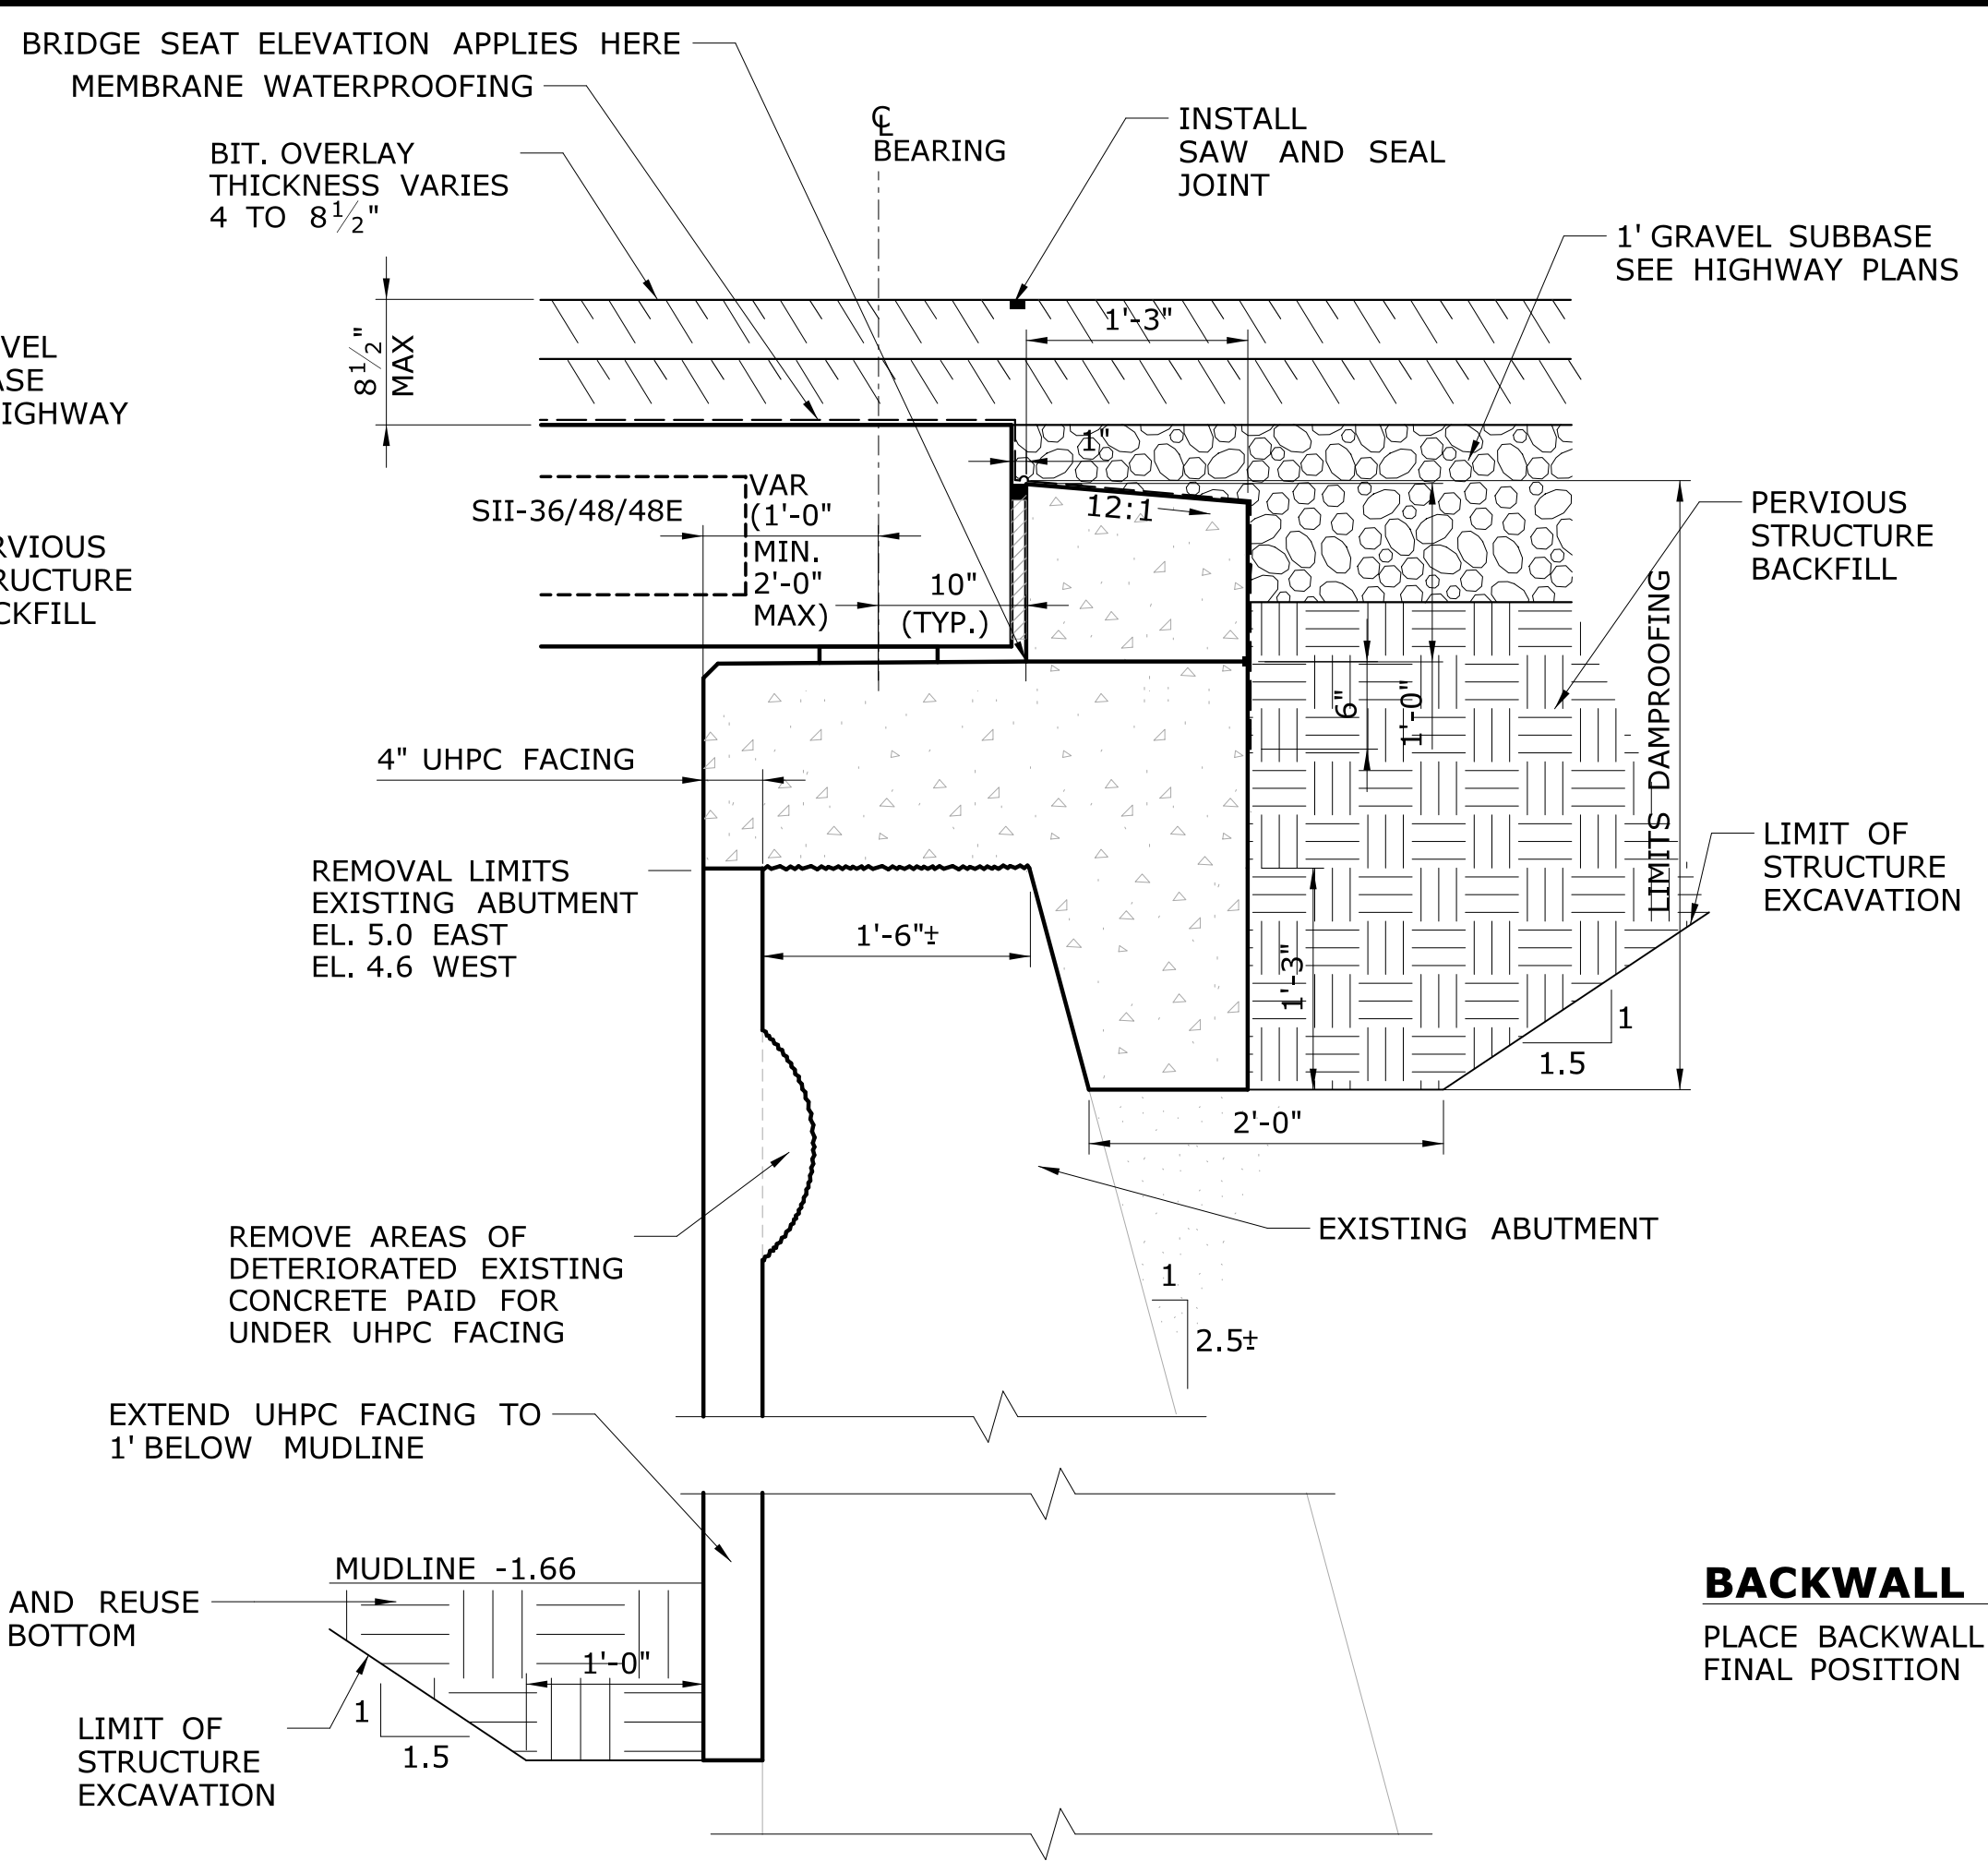 BRIDGE SEAT ELEVATION APPLIES HERE
MEMBRANE WATERPROOFING
BIT. OVERLAY
THICKNESS VARIES
4 TO 8 1/2"
℄
BEARING
INSTALL
SAW AND SEAL
JOINT
1' GRAVEL SUBBASE
SEE HIGHWAY PLANS
8 1/2"
MAX
VEL
ASE
IGHWAY
1'-3"
1"
12:1
SII-36/48/48E
VAR
(1'-0"
MIN.
2'-0"
MAX)
10"
(TYP.)
RVIOUS
RUCTURE
CKFILL
PERVIOUS
STRUCTURE
BACKFILL
LIMITS DAMPROOFING
6"
1'-0"
4" UHPC FACING
REMOVAL LIMITS
EXISTING ABUTMENT
EL. 5.0 EAST
EL. 4.6 WEST
1'-6"±
1'-3"
LIMIT OF
STRUCTURE
EXCAVATION
1
1.5
2'-0"
EXISTING ABUTMENT
REMOVE AREAS OF
DETERIORATED EXISTING
CONCRETE PAID FOR
UNDER UHPC FACING
1
2.5±
EXTEND UHPC FACING TO
1' BELOW MUDLINE
MUDLINE -1.66
AND REUSE
BOTTOM
1'-0"
1
1.5
LIMIT OF
STRUCTURE
EXCAVATION
BACKWALL
PLACE BACKWALL
FINAL POSITION